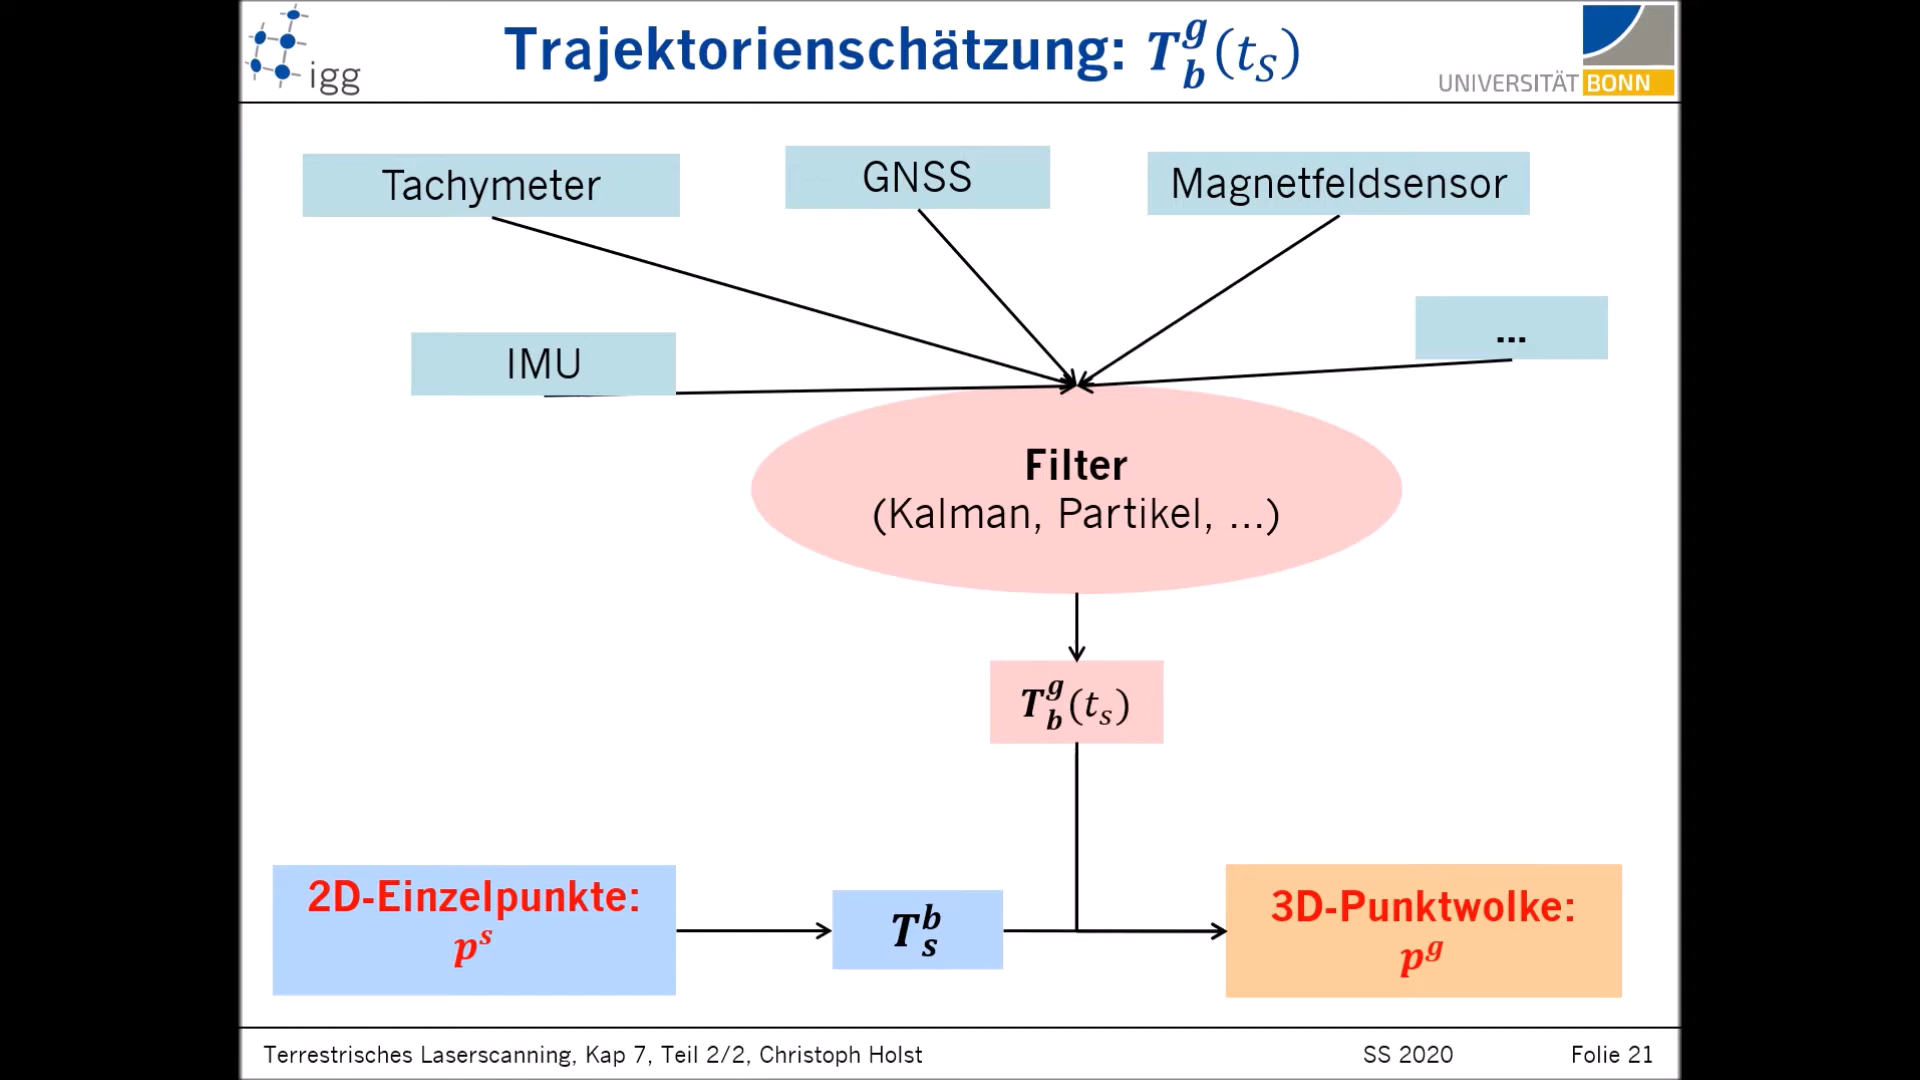 igg
Trajektorienschätzung: T_b^g(t_S)
UNIVERSITÄT BONN
Tachymeter
GNSS
Magnetfeldsensor
...
IMU
Filter
(Kalman, Partikel, ...)
T_b^g(t_s)
2D-Einzelpunkte:
p^s
T_s^b
3D-Punktwolke:
p^g
Terrestrisches Laserscanning, Kap 7, Teil 2/2, Christoph Holst
SS 2020
Folie 21